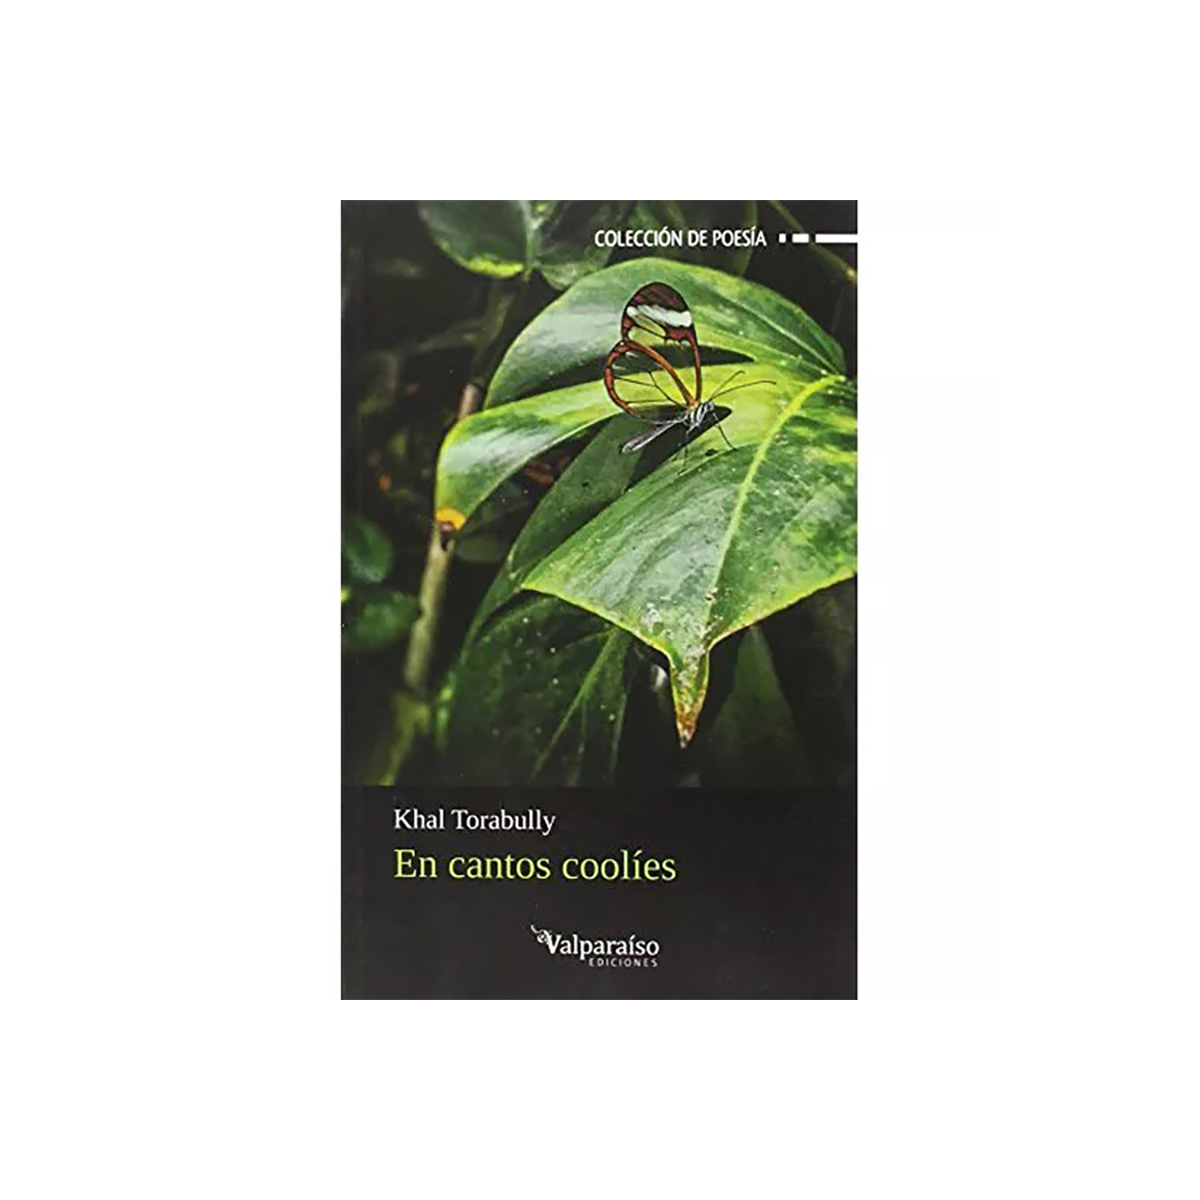 COLECCIÓN DE POESÍA
Khal Torabully
En cantos coolíes
Valparaíso
EDICIONES